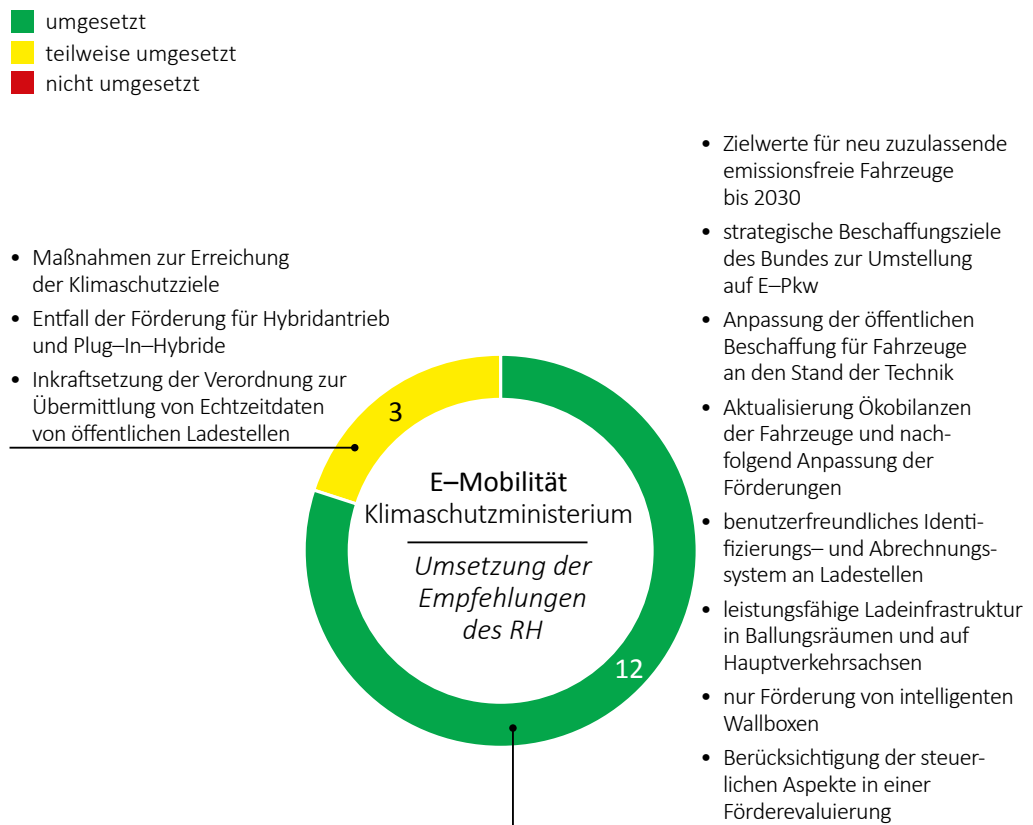 umgesetzt
teilweise umgesetzt
nicht umgesetzt
• Maßnahmen zur Erreichung
der Klimaschutzziele
• Entfall der Förderung für Hybridantrieb
und Plug–In–Hybride
• Inkraftsetzung der Verordnung zur
Übermittlung von Echtzeitdaten
von öffentlichen Ladestellen
3
E–Mobilität
Klimaschutzministerium
Umsetzung der
Empfehlungen
des RH
12
• Zielwerte für neu zuzulassende
emissionsfreie Fahrzeuge
bis 2030
• strategische Beschaffungsziele
des Bundes zur Umstellung
auf E–Pkw
• Anpassung der öffentlichen
Beschaffung für Fahrzeuge
an den Stand der Technik
• Aktualisierung Ökobilanzen
der Fahrzeuge und nach-
folgend Anpassung der
Förderungen
• benutzerfreundliches Identi-
fizierungs– und Abrechnungs-
system an Ladestellen
• leistungsfähige Ladeinfrastruktur
in Ballungsräumen und auf
Hauptverkehrsachsen
• nur Förderung von intelligenten
Wallboxen
• Berücksichtigung der steuer-
lichen Aspekte in einer
Förderevaluierung